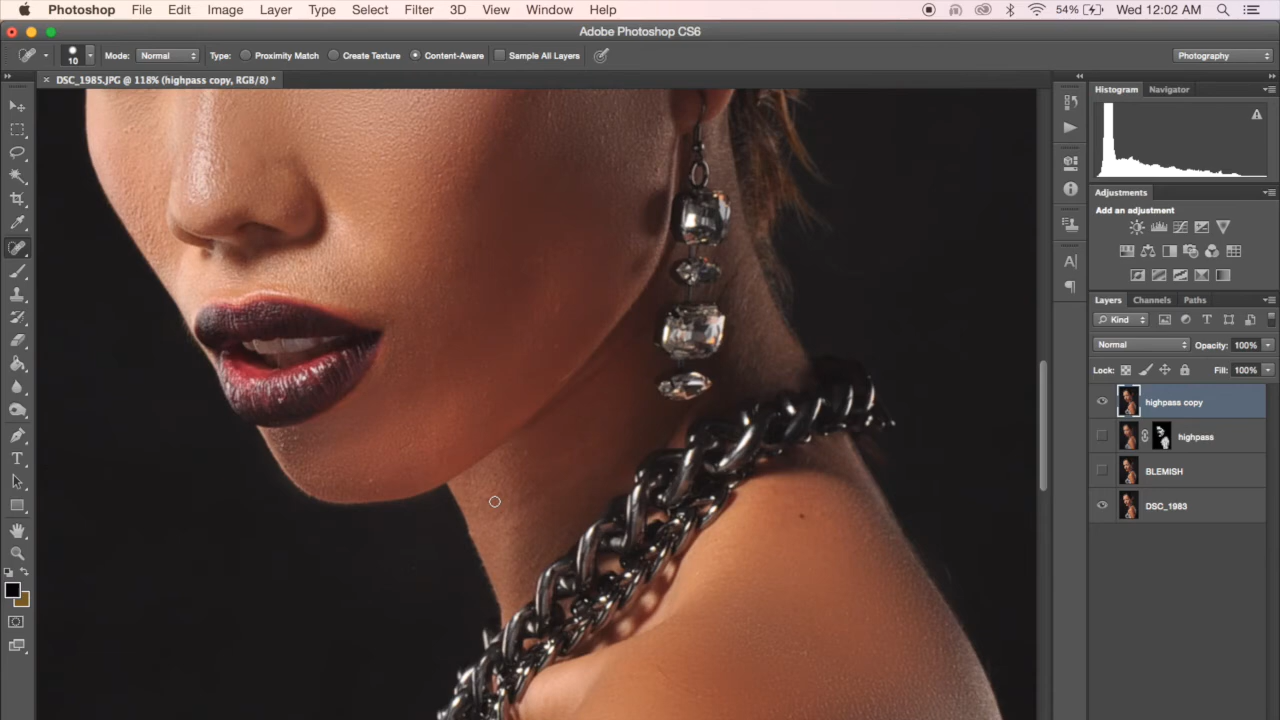 Photoshop File Edit Image Layer Type Select Filter 3D View Window Help 54% Wed 12:02 AM
Adobe Photoshop CS6
10 Mode: Normal Type: Proximity Match Create Texture Content-Aware Sample All Layers Photography
× DSC_1985.JPG @ 118% (highpass copy, RGB/8) *
Histogram Navigator
Adjustments
Add an adjustment
Layers Channels Paths
Kind
Normal Opacity: 100%
Lock: Fill: 100%
highpass copy
highpass
BLEMISH
DSC_1983